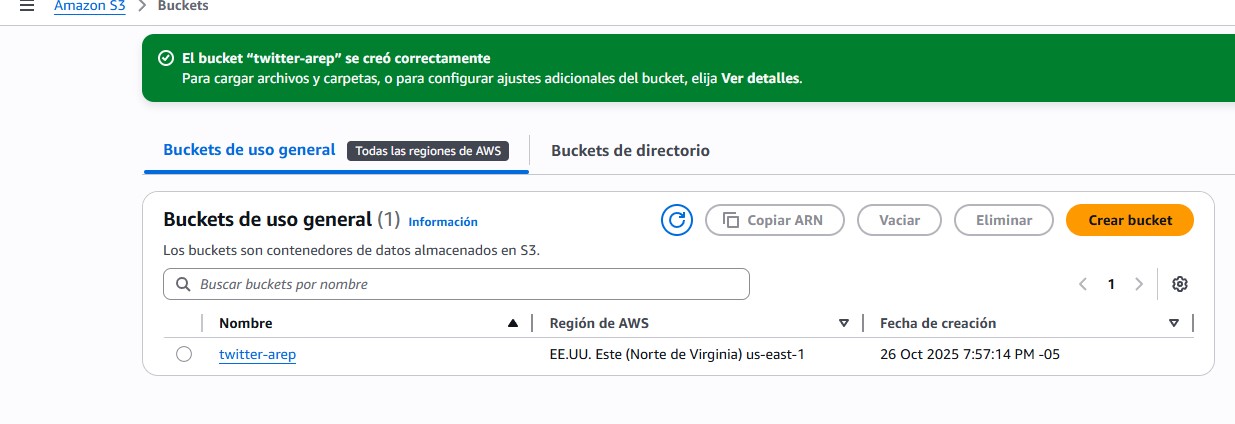 Amazon S3 > Buckets
El bucket “twitter-arep” se creó correctamente
Para cargar archivos y carpetas, o para configurar ajustes adicionales del bucket, elija Ver detalles.
Buckets de uso general Todas las regiones de AWS Buckets de directorio
Buckets de uso general (1) Información Copiar ARN Vaciar Eliminar Crear bucket
Los buckets son contenedores de datos almacenados en S3.
Buscar buckets por nombre < 1 >
Nombre Región de AWS Fecha de creación
twitter-arep EE.UU. Este (Norte de Virginia) us-east-1 26 Oct 2025 7:57:14 PM -05